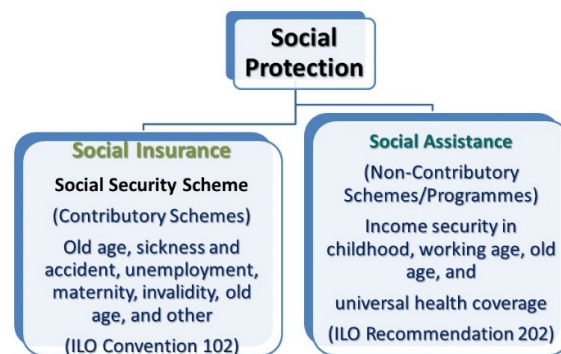 Social
Protection
Social Insurance
Social Security Scheme
(Contributory Schemes)
Old age, sickness and
accident, unemployment,
maternity, invalidity, old
age, and other
(ILO Convention 102)
Social Assistance
(Non-Contributory
Schemes/Programmes)
Income security in
childhood, working age, old
age, and
universal health coverage
(ILO Recommendation 202)